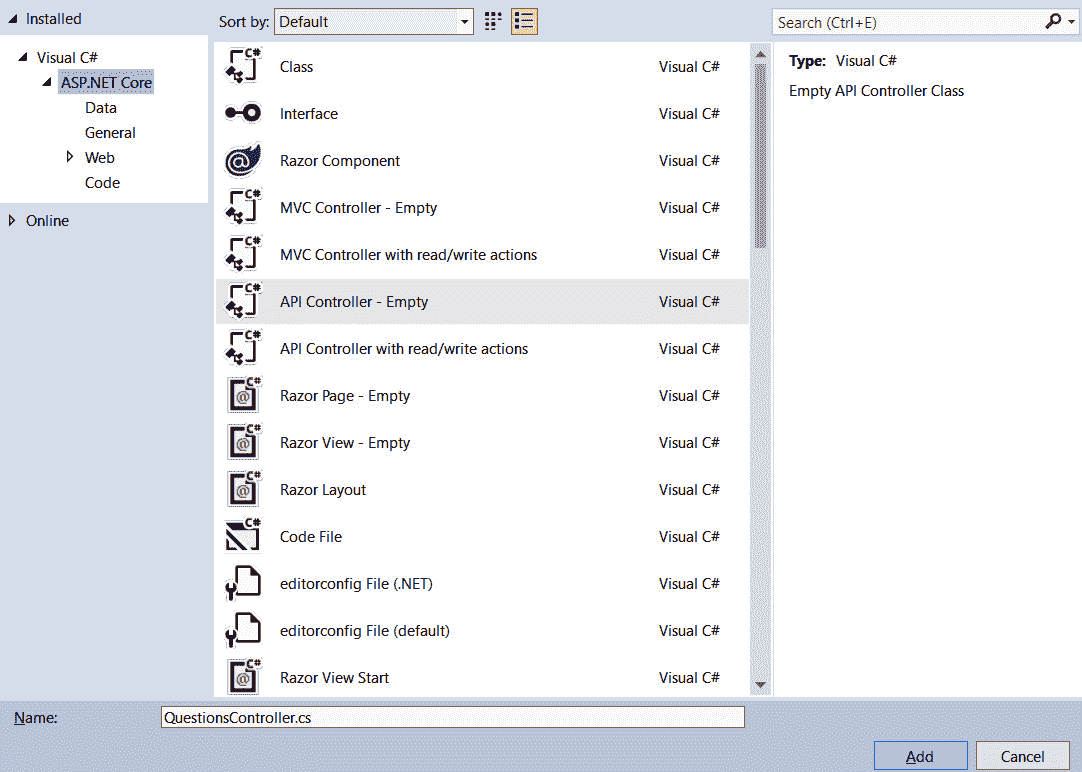 Installed
Sort by: Default
Search (Ctrl+E)
Visual C#
ASP.NET Core
Data
General
Web
Code
Online
Class Visual C#
Interface Visual C#
Razor Component Visual C#
MVC Controller - Empty Visual C#
MVC Controller with read/write actions Visual C#
API Controller - Empty Visual C#
API Controller with read/write actions Visual C#
Razor Page - Empty Visual C#
Razor View - Empty Visual C#
Razor Layout Visual C#
Code File Visual C#
editorconfig File (.NET) Visual C#
editorconfig File (default) Visual C#
Razor View Start Visual C#
Type: Visual C#
Empty API Controller Class
Name: QuestionsController.cs
Add Cancel